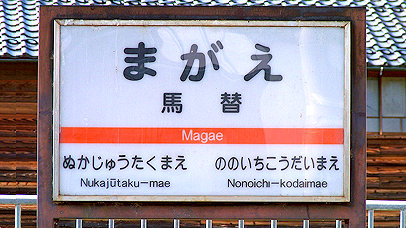 まがえ
馬替
Magae
ぬかじゅうたくまえ ののいちこうだいまえ
Nukajūtaku-mae Nonoichi-kodaimae